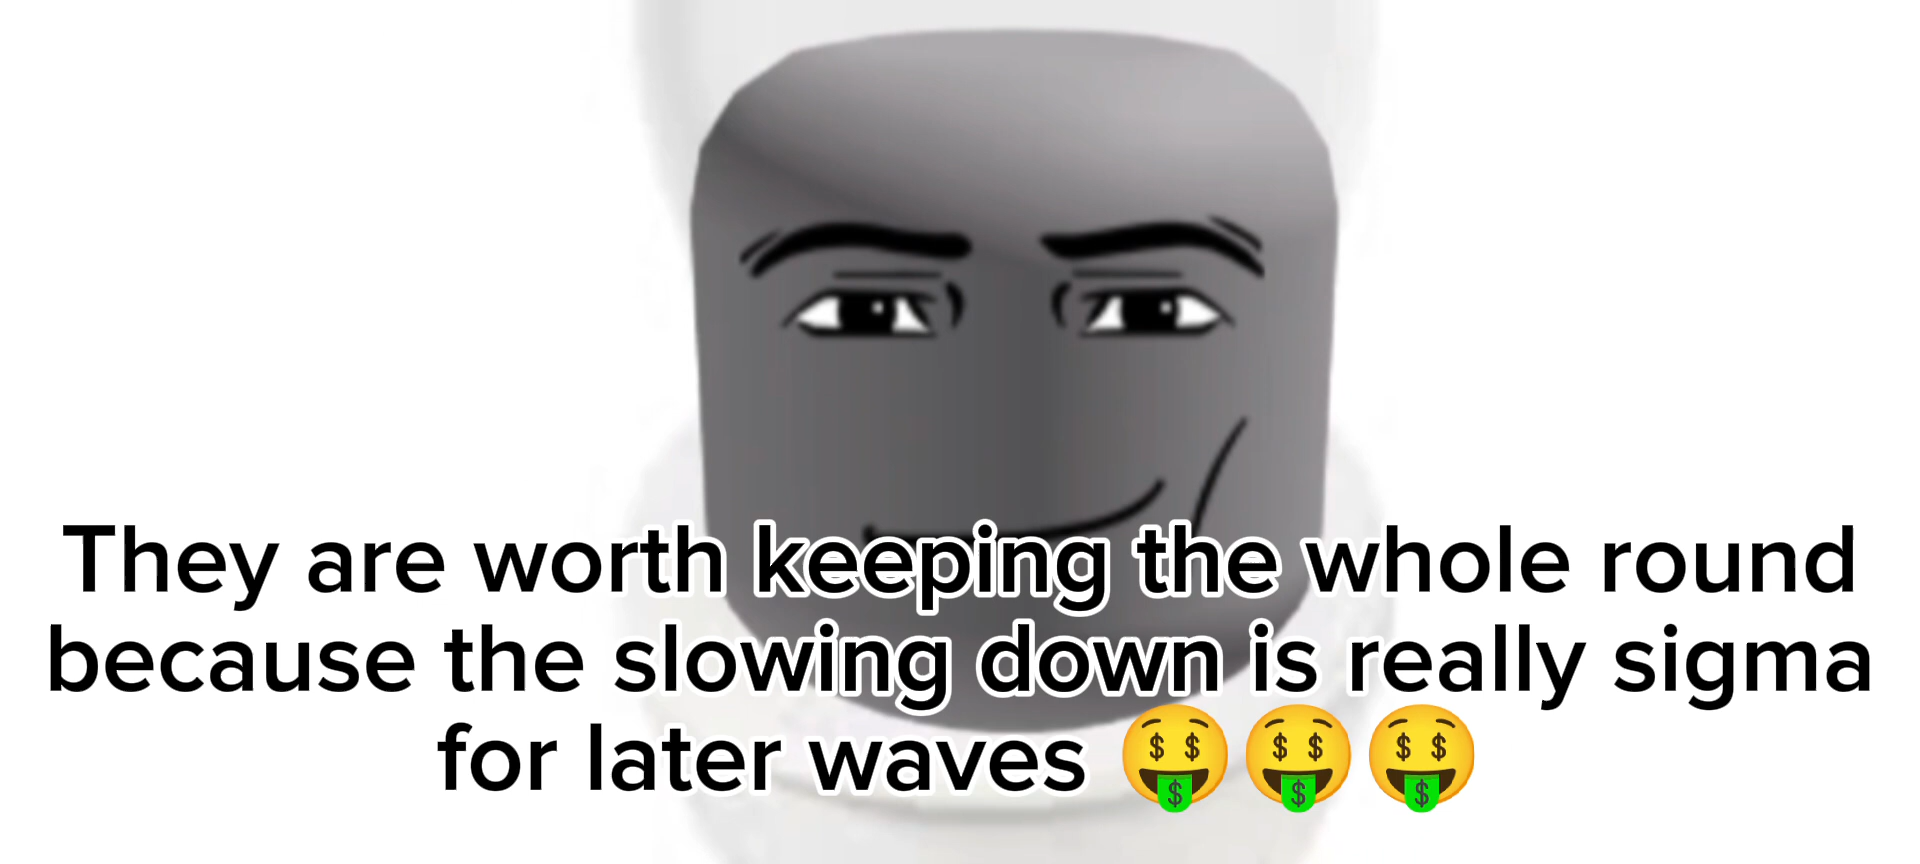 They are worth keeping the whole round
because the slowing down is really sigma
for later waves 🤑🤑🤑